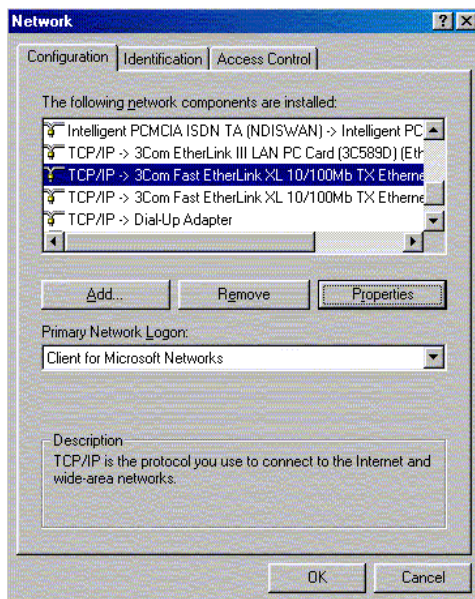 Network
Configuration Identification Access Control
The following network components are installed:
Intelligent PCMCIA ISDN TA (NDISWAN) -> Intelligent PC
TCP/IP -> 3Com EtherLink III LAN PC Card (3C589D) (Eth
TCP/IP -> 3Com Fast EtherLink XL 10/100Mb TX Etherne
TCP/IP -> 3Com Fast EtherLink XL 10/100Mb TX Etherne
TCP/IP -> Dial-Up Adapter
Add... Remove Properties
Primary Network Logon:
Client for Microsoft Networks
Description
TCP/IP is the protocol you use to connect to the Internet and
wide-area networks.
OK Cancel